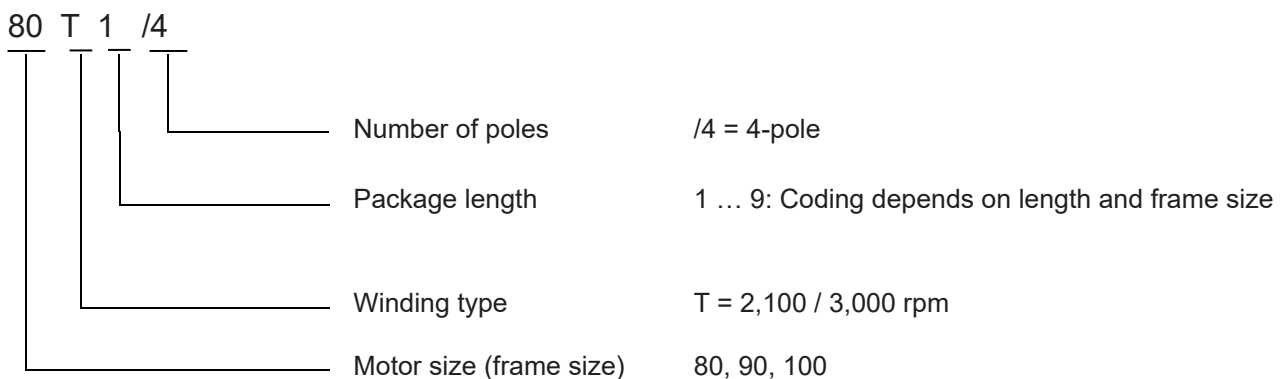 80 T 1 /4
Number of poles /4 = 4-pole
Package length 1 … 9: Coding depends on length and frame size
Winding type T = 2,100 / 3,000 rpm
Motor size (frame size) 80, 90, 100